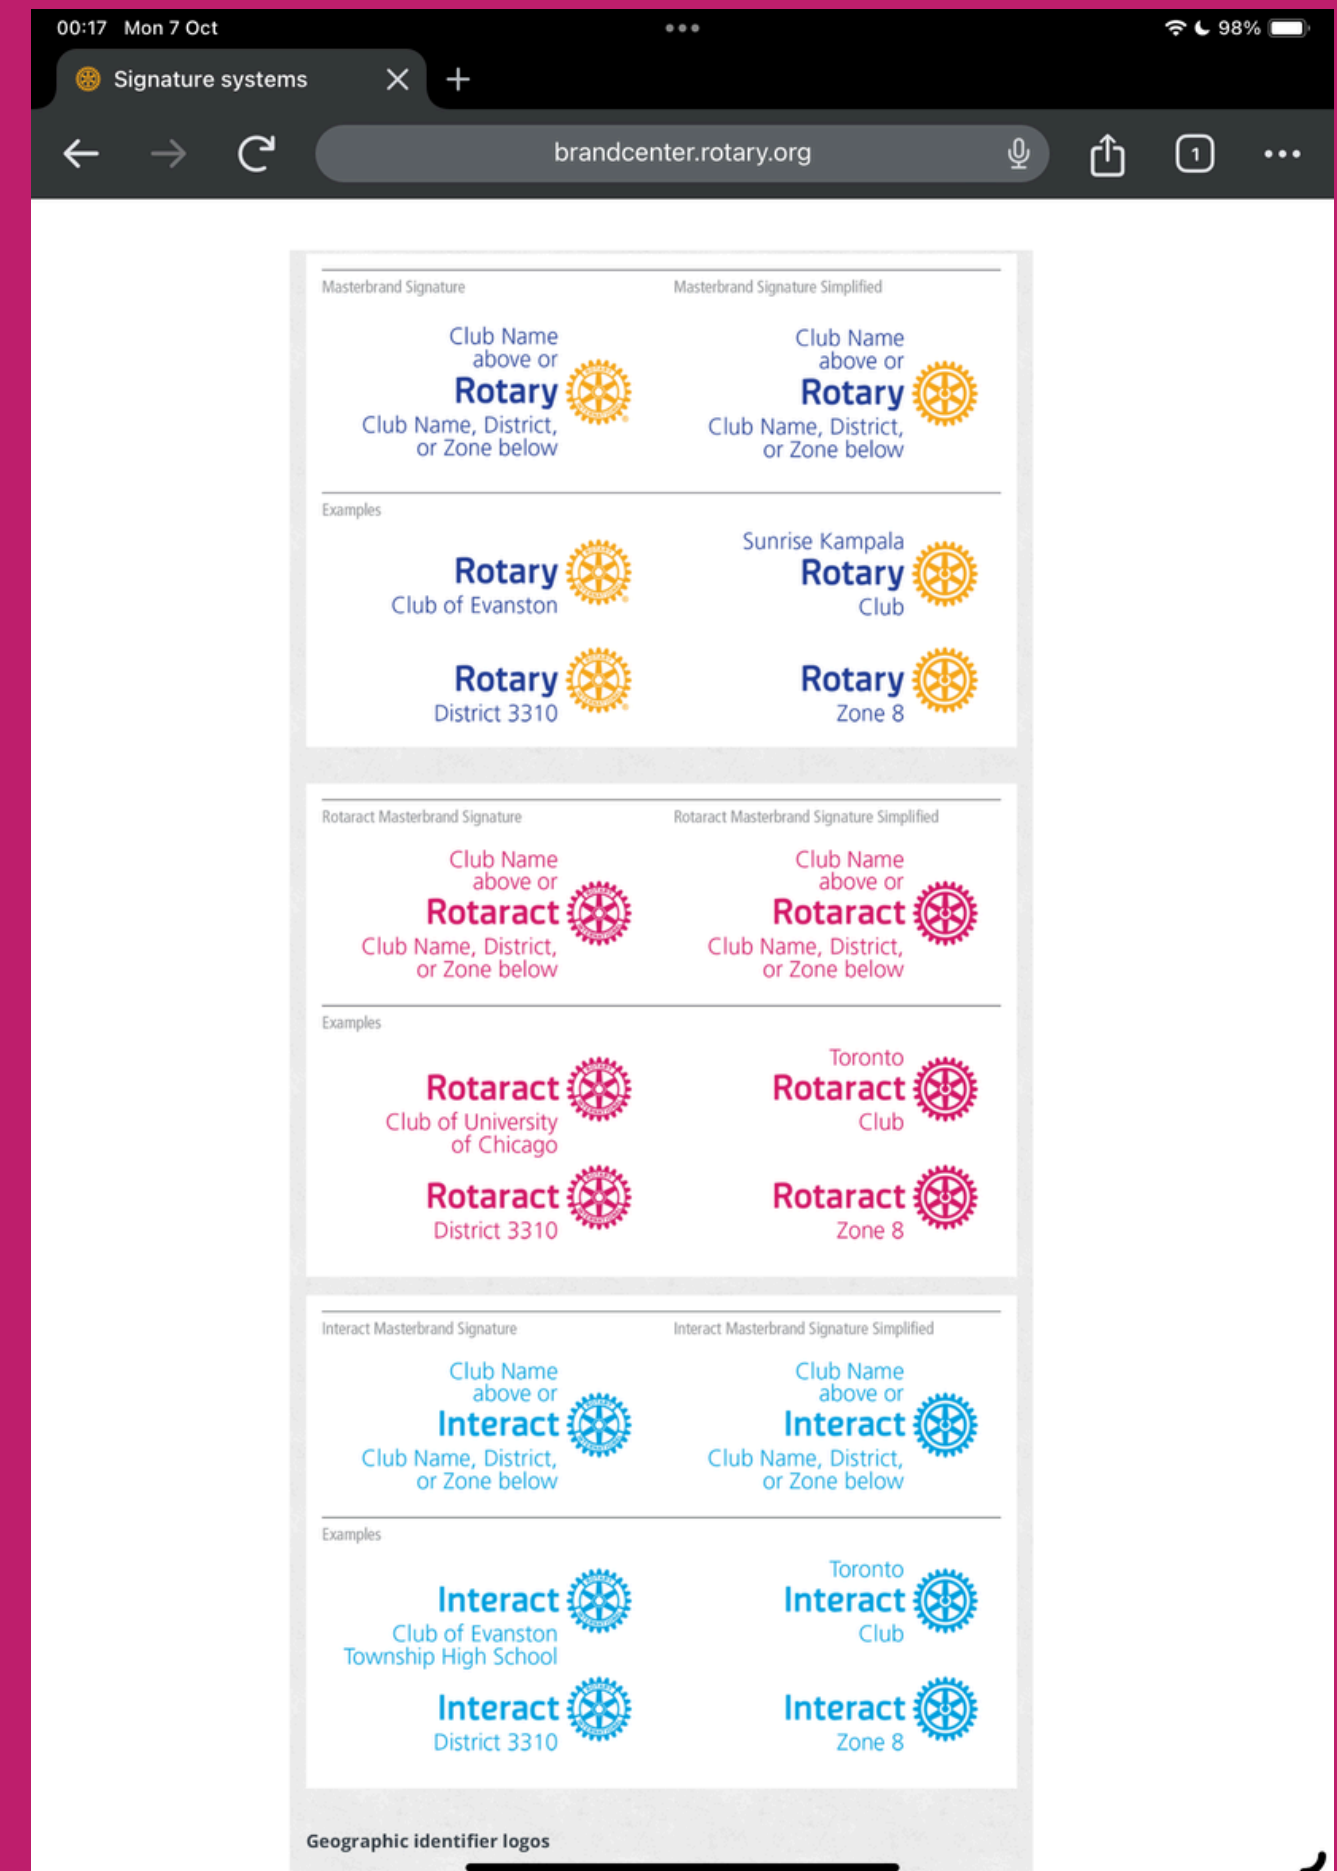 00:17 Mon 7 Oct
98%
Signature systems
brandcenter.rotary.org
1
Masterbrand Signature
Club Name
above or
Rotary
Club Name, District,
or Zone below
Masterbrand Signature Simplified
Club Name
above or
Rotary
Club Name, District,
or Zone below
Examples
Rotary
Club of Evanston
Sunrise Kampala
Rotary
Club
Rotary
District 3310
Rotary
Zone 8
Rotaract Masterbrand Signature
Club Name
above or
Rotaract
Club Name, District,
or Zone below
Rotaract Masterbrand Signature Simplified
Club Name
above or
Rotaract
Club Name, District,
or Zone below
Examples
Rotaract
Club of University
of Chicago
Toronto
Rotaract
Club
Rotaract
District 3310
Rotaract
Zone 8
Interact Masterbrand Signature
Club Name
above or
Interact
Club Name, District,
or Zone below
Interact Masterbrand Signature Simplified
Club Name
above or
Interact
Club Name, District,
or Zone below
Examples
Interact
Club of Evanston
Township High School
Toronto
Interact
Club
Interact
District 3310
Interact
Zone 8
Geographic identifier logos